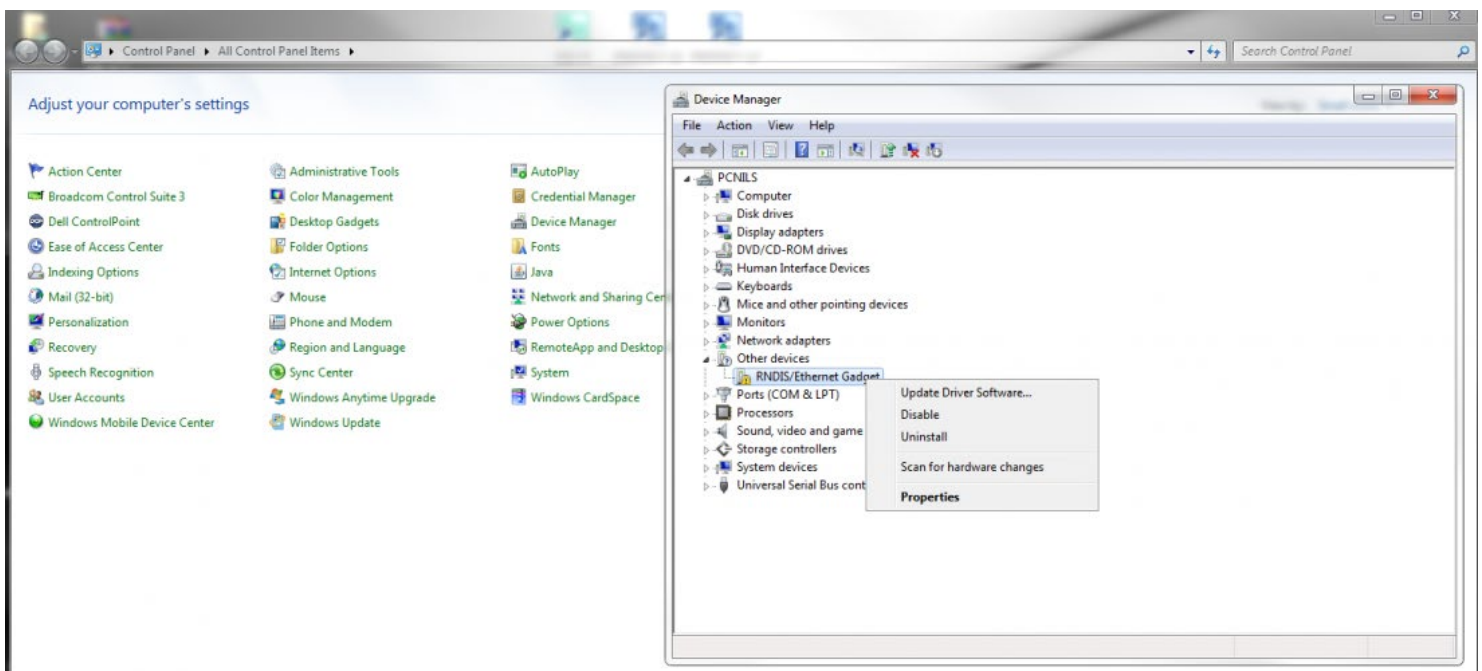 Control Panel ▸ All Control Panel Items ▸
Search Control Panel
Adjust your computer's settings
Action Center
Administrative Tools
AutoPlay
Broadcom Control Suite 3
Color Management
Credential Manager
Dell ControlPoint
Desktop Gadgets
Device Manager
Ease of Access Center
Folder Options
Fonts
Indexing Options
Internet Options
Java
Mail (32-bit)
Mouse
Network and Sharing Cen
Personalization
Phone and Modem
Power Options
Recovery
Region and Language
RemoteApp and Desktop
Speech Recognition
Sync Center
System
User Accounts
Windows Anytime Upgrade
Windows CardSpace
Windows Mobile Device Center
Windows Update
Device Manager
File Action View Help
PCNILS
Computer
Disk drives
Display adapters
DVD/CD-ROM drives
Human Interface Devices
Keyboards
Mice and other pointing devices
Monitors
Network adapters
Other devices
RNDIS/Ethernet Gadget
Ports (COM & LPT)
Processors
Sound, video and game
Storage controllers
System devices
Universal Serial Bus cont
Update Driver Software...
Disable
Uninstall
Scan for hardware changes
Properties